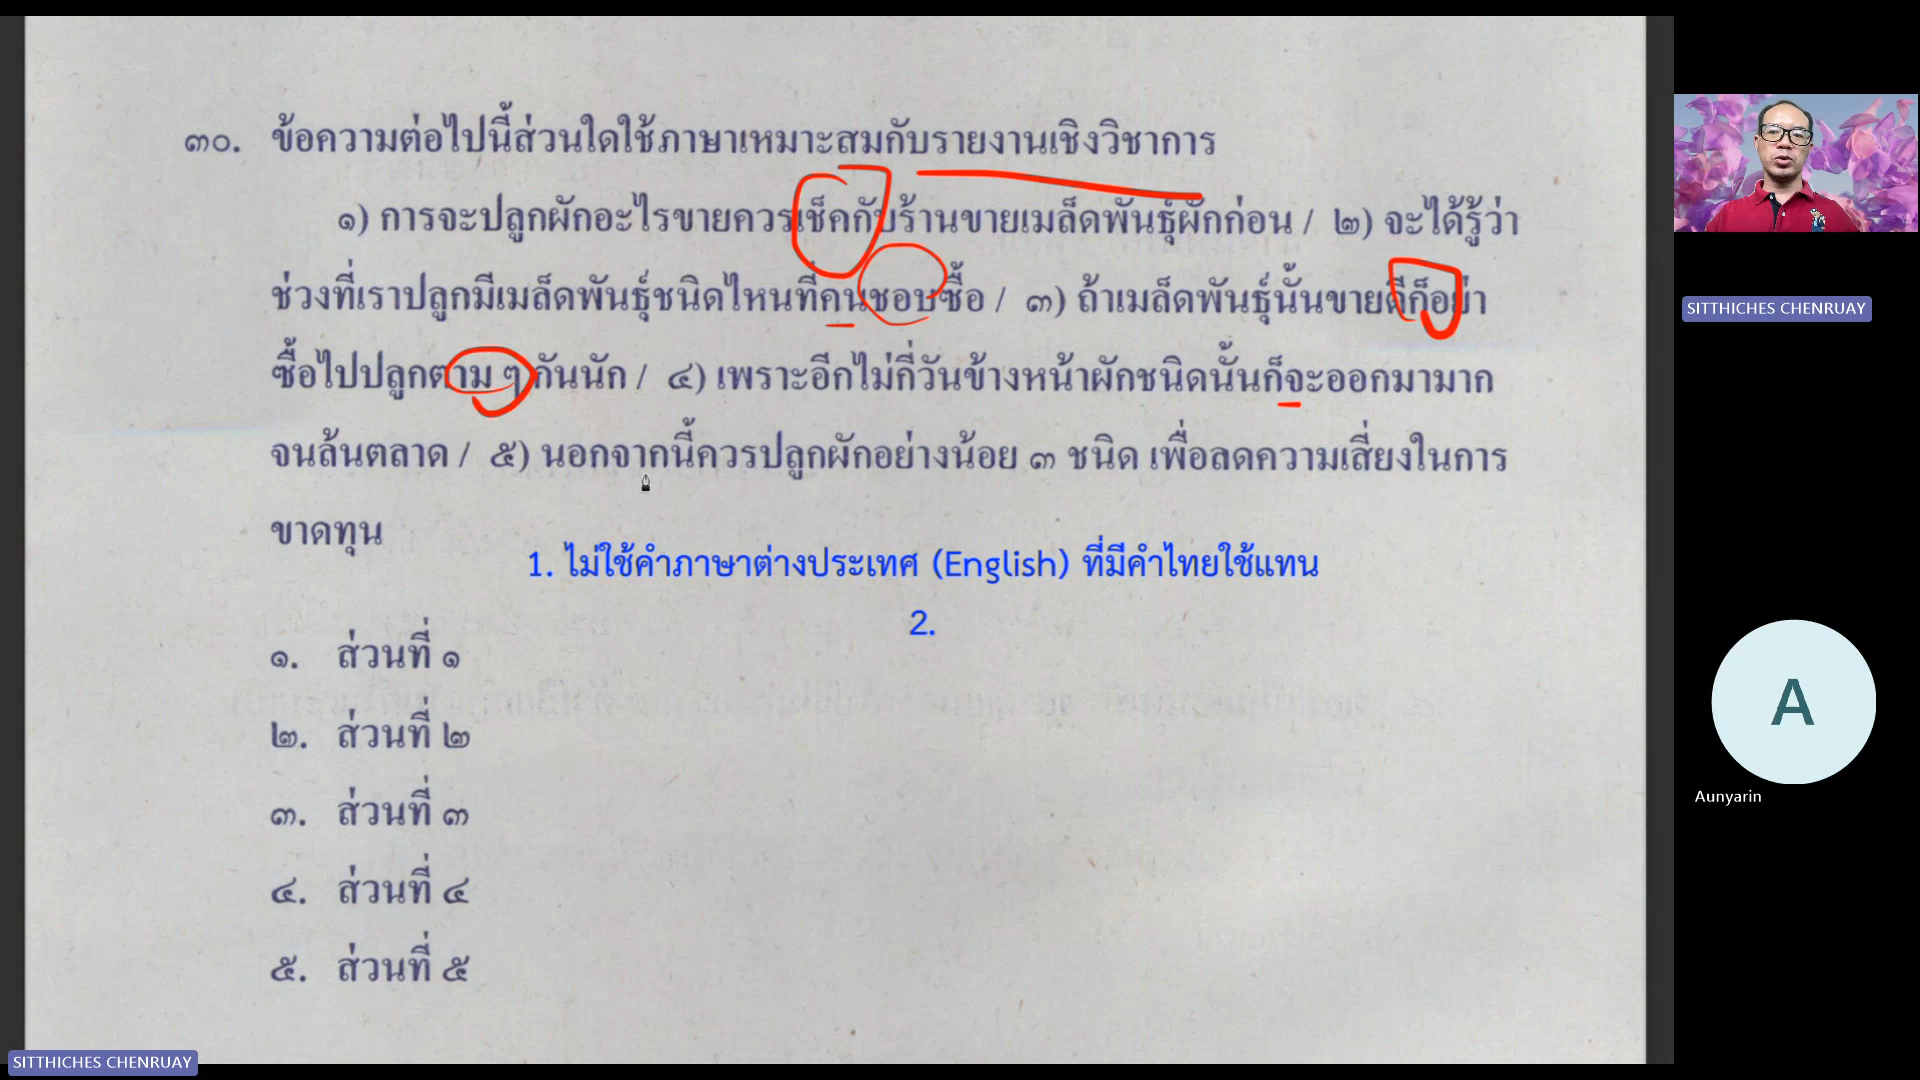 ๓๐. ข้อความต่อไปนี้ส่วนใดใช้ภาษาเหมาะสมกับรายงานเชิงวิชาการ
๑) การจะปลูกผักอะไรขายควรเช็คกับร้านขายเมล็ดพันธุ์ผักก่อน / ๒) จะได้รู้ว่า
ช่วงที่เราปลูกมีเมล็ดพันธุ์ชนิดไหนที่คนชอบซื้อ / ๓) ถ้าเมล็ดพันธุ์นั้นขายดีก็อย่า
ซื้อไปปลูกตาม ๆ กันนัก / ๔) เพราะอีกไม่กี่วันข้างหน้าผักชนิดนั้นก็จะออกมามาก
จนล้นตลาด / ๕) นอกจากนี้ควรปลูกผักอย่างน้อย ๓ ชนิด เพื่อลดความเสี่ยงในการ
ขาดทุน
1. ไม่ใช้คำภาษาต่างประเทศ (English) ที่มีคำไทยใช้แทน
2.
๑. ส่วนที่ ๑
๒. ส่วนที่ ๒
๓. ส่วนที่ ๓
๔. ส่วนที่ ๔
๕. ส่วนที่ ๕
SITTHICHES CHENRUAY
A
Aunyarin
SITTHICHES CHENRUAY